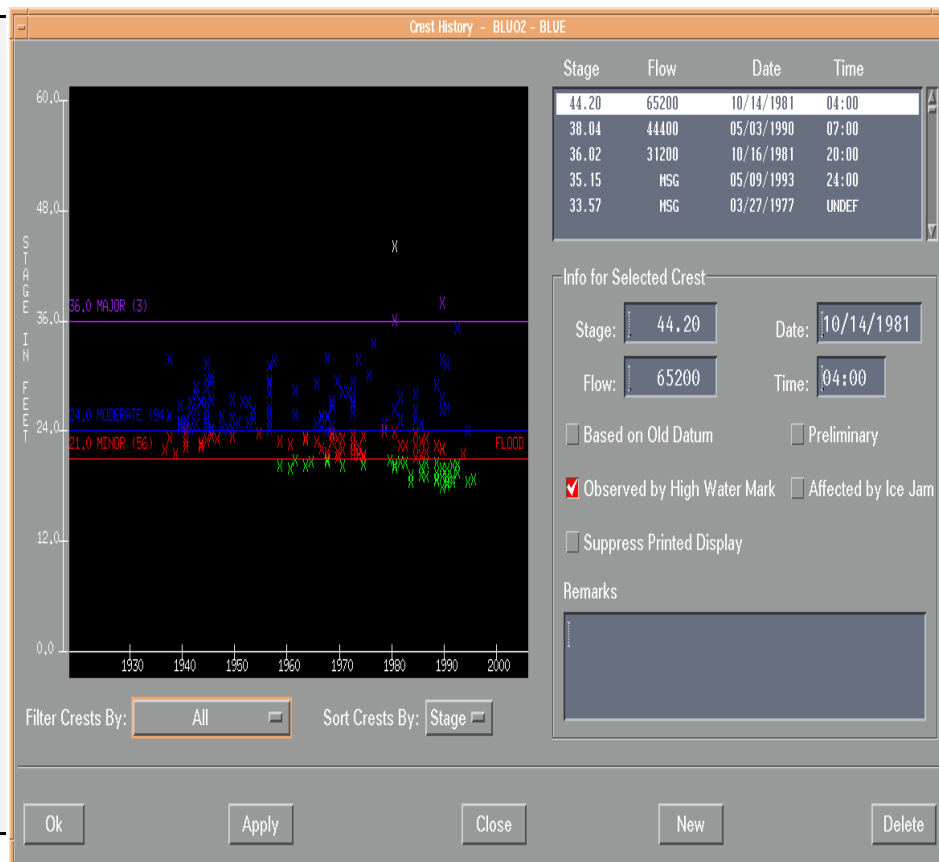 Crest History - BLUO2 - BLUE
Stage Flow Date Time
44.20 65200 10/14/1981 04:00
38.04 44400 05/03/1990 07:00
36.02 31200 10/16/1981 20:00
35.15 MSG 05/09/1993 24:00
33.57 MSG 03/27/1977 UNDEF
60.0
48.0
36.0
24.0
12.0
0.0
STAGE IN FEET
36.0 MAJOR (3)
24.0 MODERATE (94)
21.0 MINOR (56)
FLOOD
1930 1940 1950 1960 1970 1980 1990 2000
Filter Crests By: All
Sort Crests By: Stage
Info for Selected Crest
Stage: 44.20 Date: 10/14/1981
Flow: 65200 Time: 04:00
Based on Old Datum Preliminary
Observed by High Water Mark Affected by Ice Jam
Suppress Printed Display
Remarks
Ok Apply Close New Delete